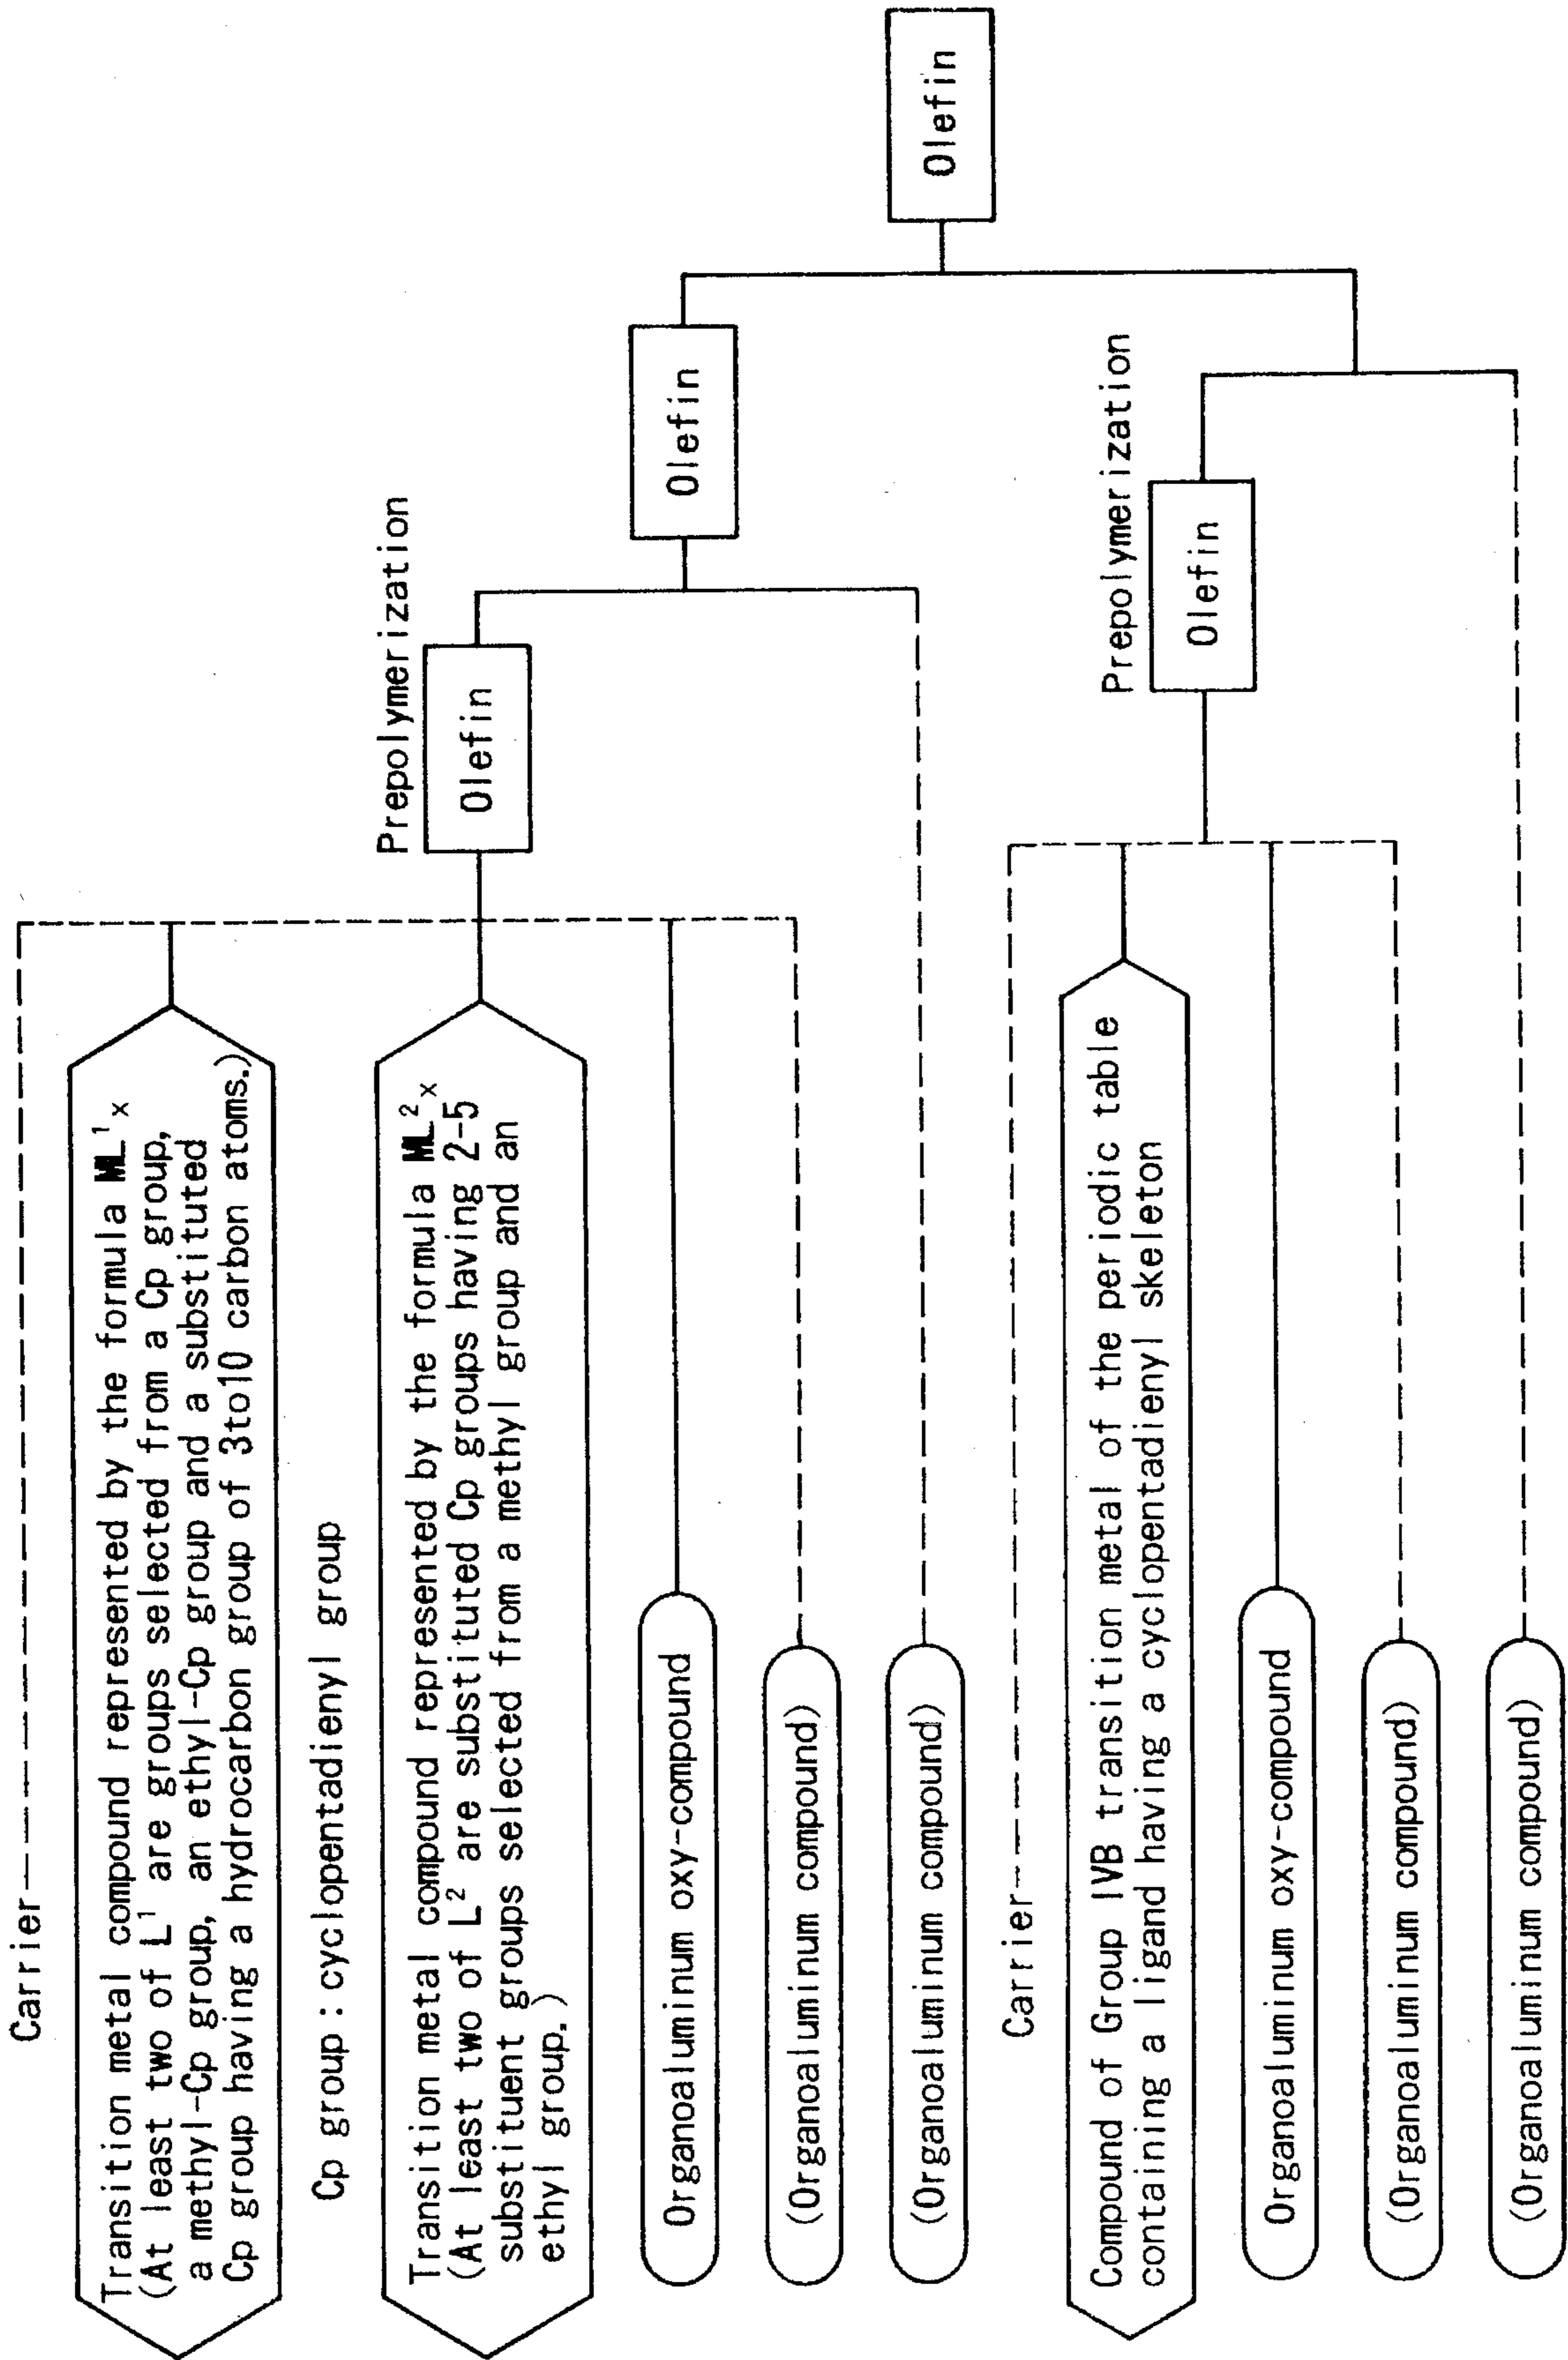 Carrier
Transition metal compound represented by the formula ML¹ₓ
(At least two of L¹ are groups selected from a Cp group,
a methyl-Cp group, an ethyl-Cp group and a substituted
Cp group having a hydrocarbon group of 3to10 carbon atoms.)
Cp group : cyclopentadienyl group
Transition metal compound represented by the formula ML²ₓ
(At least two of L² are substituted Cp groups having 2-5
substituent groups selected from a methyl group and an
ethyl group.)
Organoaluminum oxy-compound
(Organoaluminum compound)
Prepolymerization
Olefin
(Organoaluminum compound)
Olefin
Carrier
Compound of Group IVB transition metal of the periodic table
containing a ligand having a cyclopentadienyl skeleton
Organoaluminum oxy-compound
(Organoaluminum compound)
Prepolymerization
Olefin
(Organoaluminum compound)
Olefin